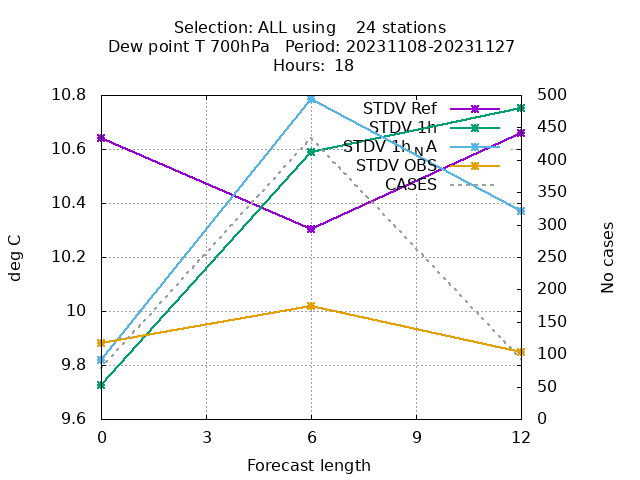 Selection: ALL using    24 stations
Dew point T 700hPa   Period: 20231108-20231127
Hours: 18
STDV Ref
STDV 1h
STDV 1h_NA
STDV OBS
CASES
10.8
10.6
10.4
10.2
10
9.8
9.6
500
450
400
350
300
250
200
150
100
50
0
deg C
No cases
0 3 6 9 12
Forecast length